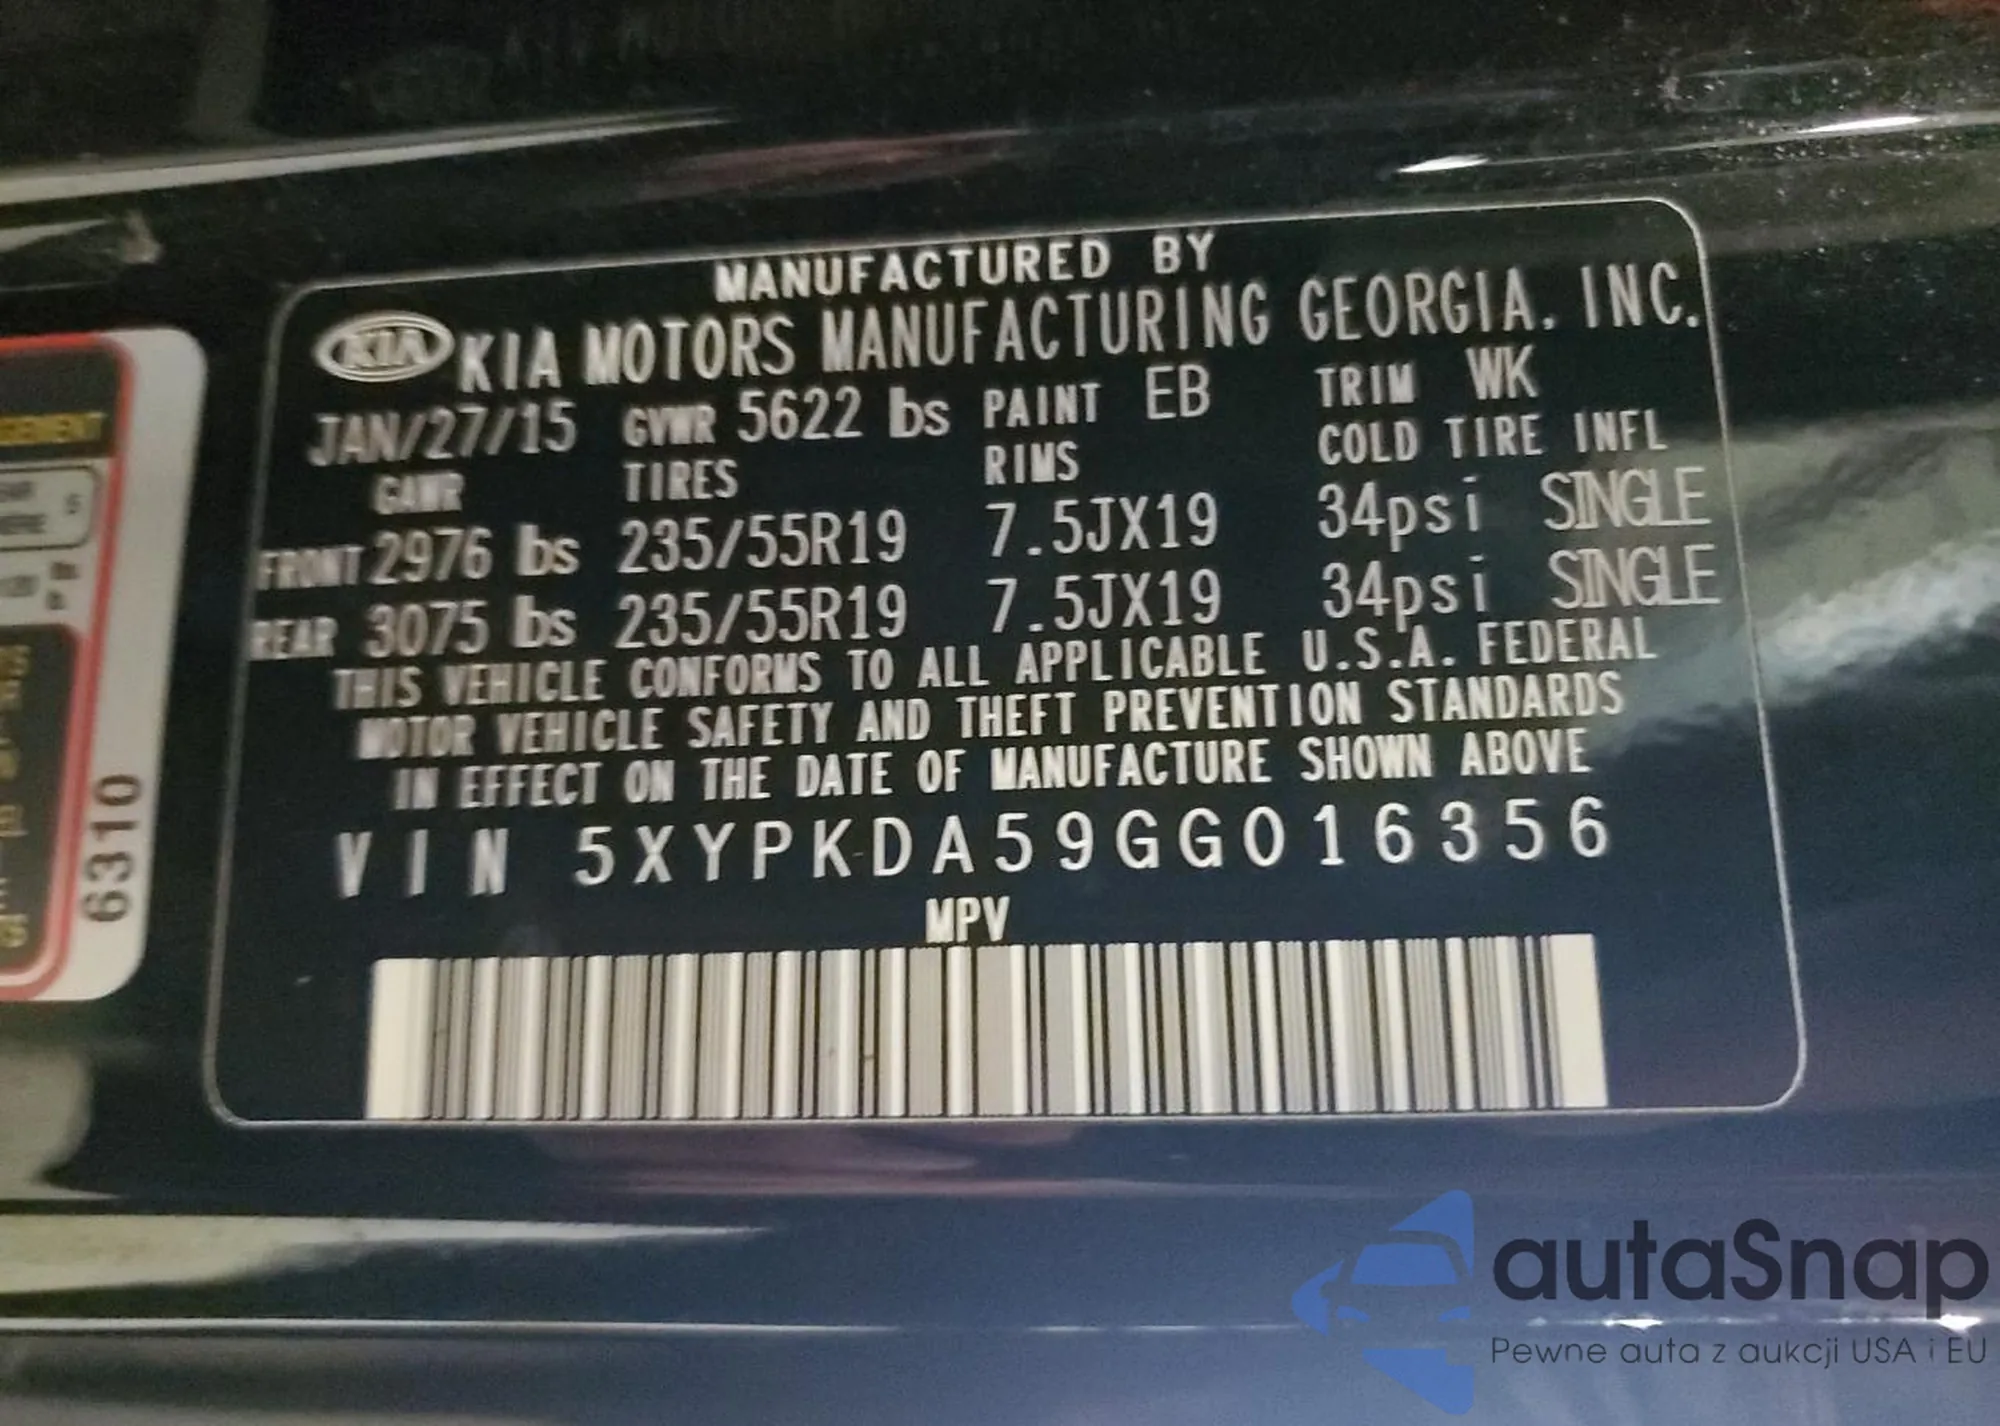 MANUFACTURED BY
KIA KIA MOTORS MANUFACTURING GEORGIA, INC.
JAN/27/15 GVWR 5622 lbs PAINT EB TRIM WK
GAWR TIRES RIMS COLD TIRE INFL
FRONT 2976 lbs 235/55R19 7.5JX19 34psi SINGLE
REAR 3075 lbs 235/55R19 7.5JX19 34psi SINGLE
THIS VEHICLE CONFORMS TO ALL APPLICABLE U.S.A. FEDERAL
MOTOR VEHICLE SAFETY AND THEFT PREVENTION STANDARDS
IN EFFECT ON THE DATE OF MANUFACTURE SHOWN ABOVE
VIN 5XYPKDA59GG016356
MPV
6310
autaSnap
Pewne auta z aukcji USA i EU